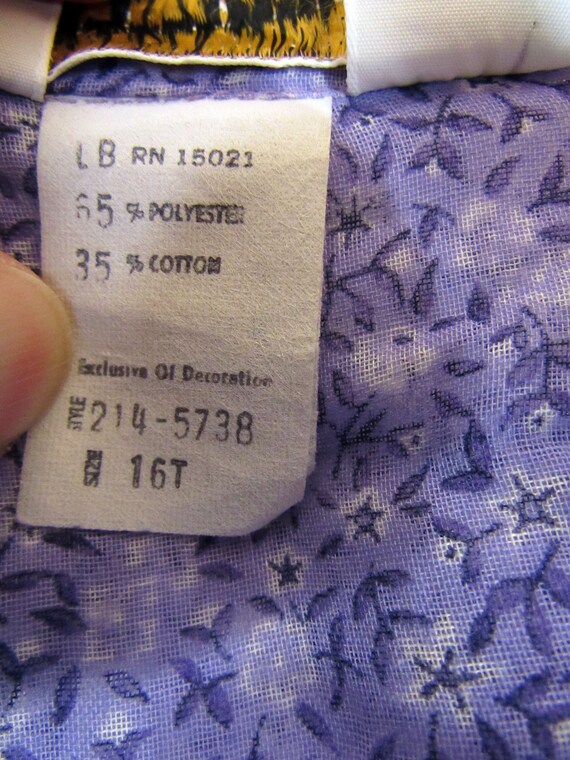 LB RN 15021
65 % POLYESTER
35 % COTTON
Exclusive Of Decoration
STYLE 214-5738
SIZE 16T